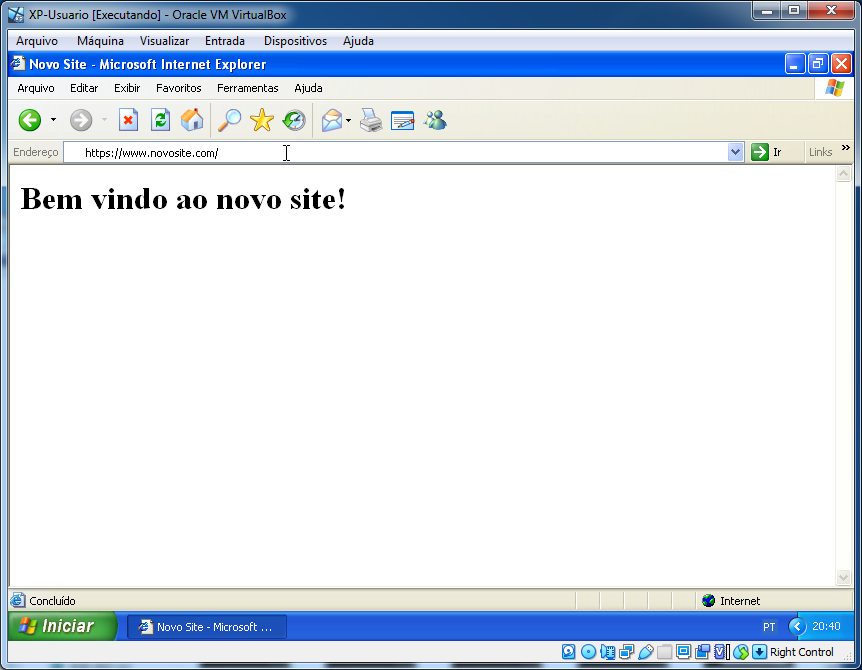 XP-Usuario [Executando] - Oracle VM VirtualBox
Arquivo Máquina Visualizar Entrada Dispositivos Ajuda
Novo Site - Microsoft Internet Explorer
Arquivo Editar Exibir Favoritos Ferramentas Ajuda
Endereço https://www.novosite.com/ Ir Links »
Bem vindo ao novo site!
Concluído Internet
Iniciar Novo Site - Microsoft ... PT 20:40
Right Control